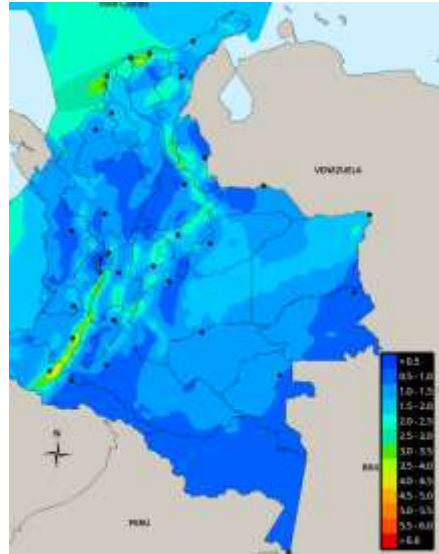 VENEZUELA
N
< 0.5
0.5 - 1.0
1.0 - 1.5
1.5 - 2.0
2.0 - 2.5
2.5 - 3.0
3.0 - 3.5
3.5 - 4.0
4.0 - 4.5
4.5 - 5.0
5.0 - 5.5
5.5 - 6.0
> 6.0
BRA
PERÚ